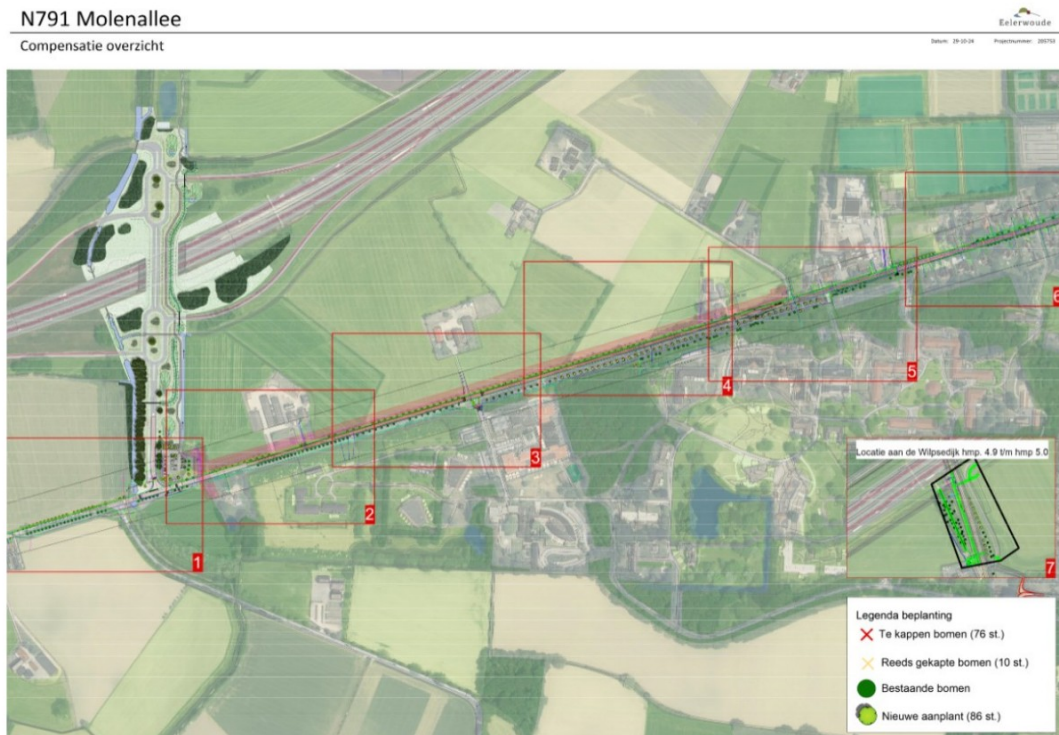 N791 Molenallee
Eelerwoude
Compensatie overzicht
Datum: 29-10-24 Projectnummer: 205753
6
5
4
3
2
1
Locatie aan de Wilpsedijk hmp. 4.9 t/m hmp 5.0
7
Legenda beplanting
Te kappen bomen (76 st.)
Reeds gekapte bomen (10 st.)
Bestaande bomen
Nieuwe aanplant (86 st.)